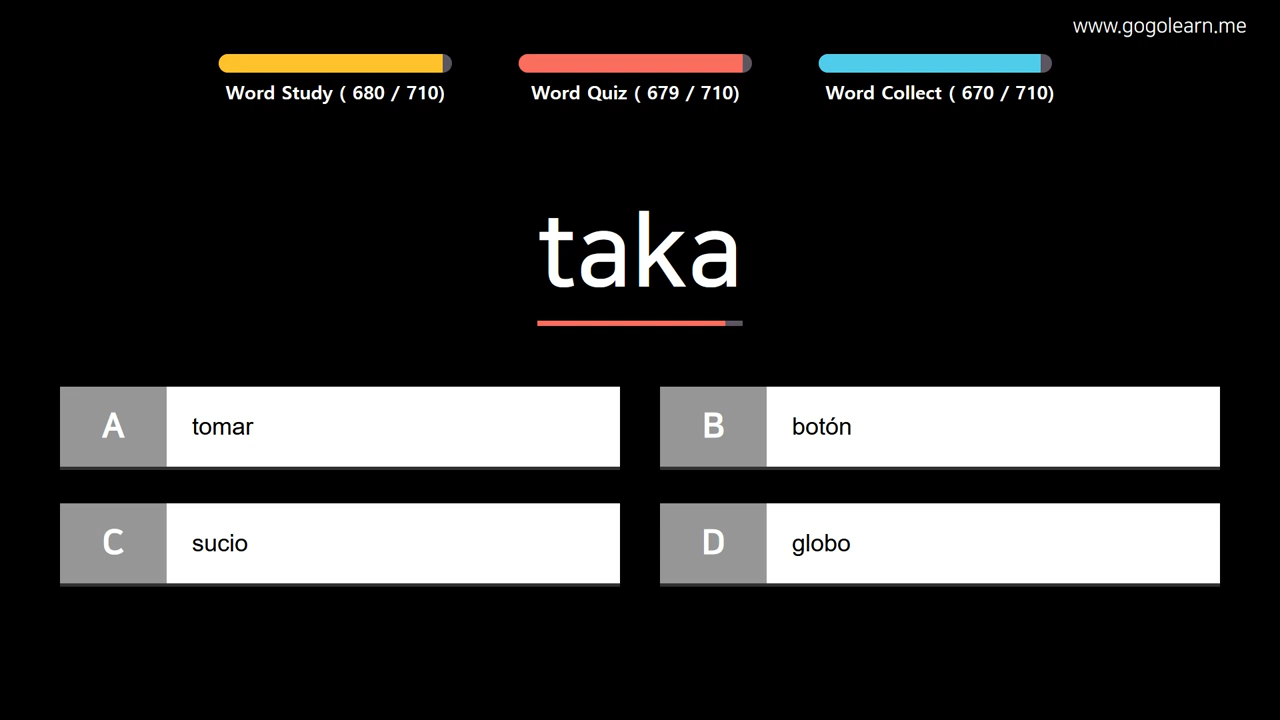 www.gogolearn.me
Word Study ( 680 / 710)
Word Quiz ( 679 / 710)
Word Collect ( 670 / 710)
taka
A tomar
B botón
C sucio
D globo